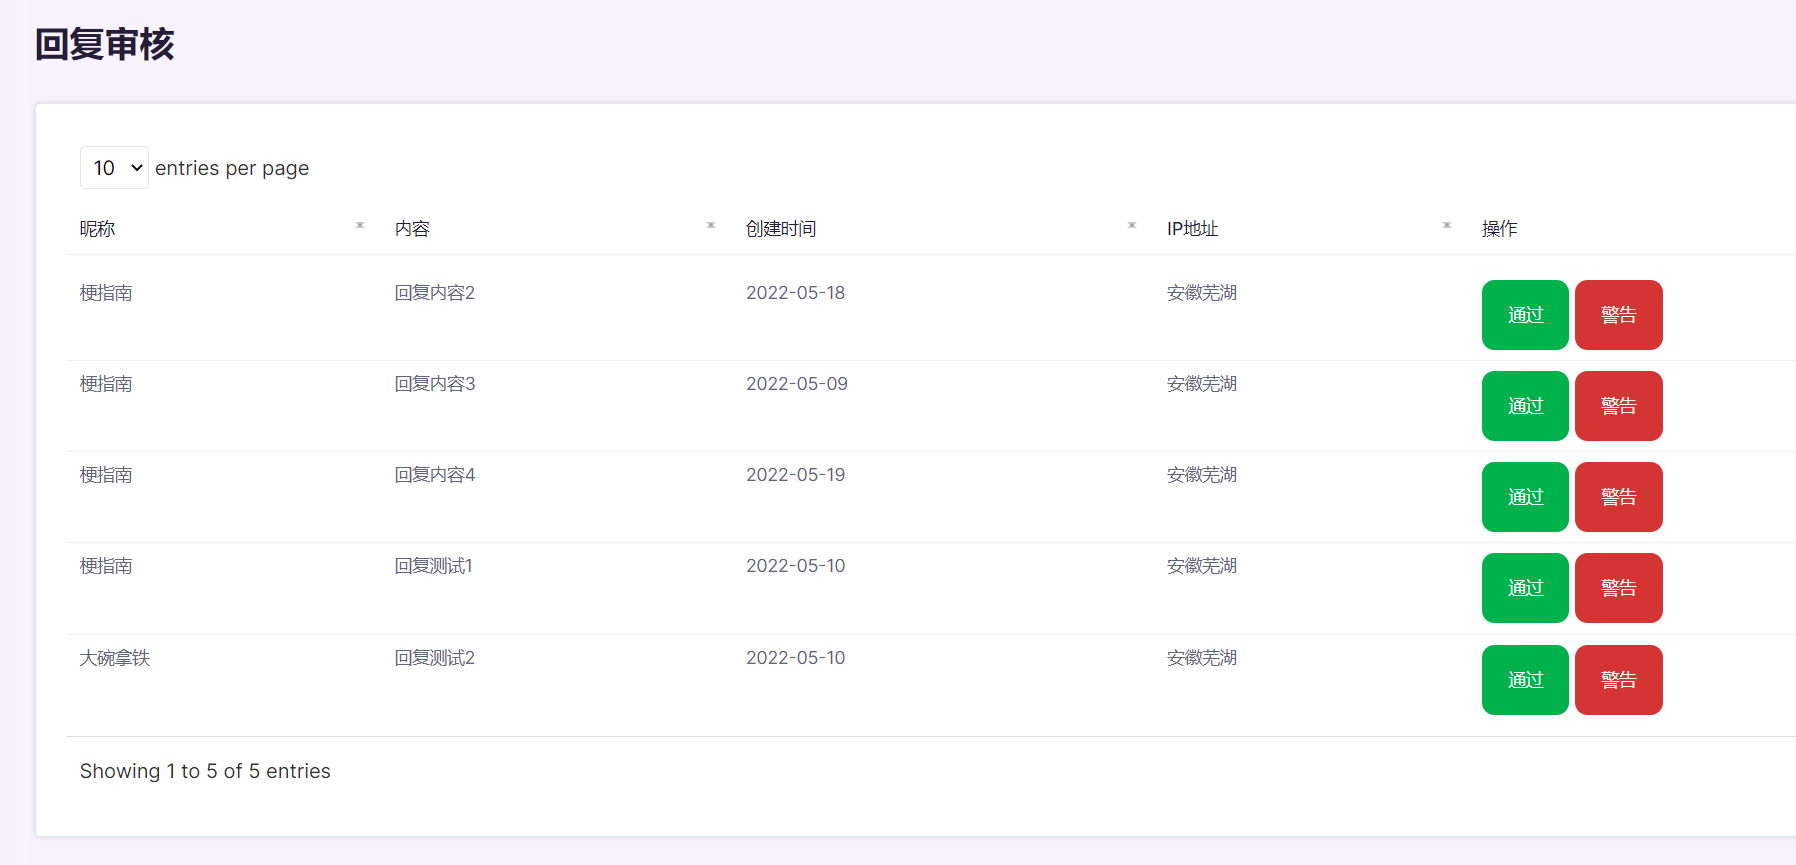 回复审核
10 entries per page
昵称 内容 创建时间 IP地址 操作
梗指南 回复内容2 2022-05-18 安徽芜湖 通过 警告
梗指南 回复内容3 2022-05-09 安徽芜湖 通过 警告
梗指南 回复内容4 2022-05-19 安徽芜湖 通过 警告
梗指南 回复测试1 2022-05-10 安徽芜湖 通过 警告
大碗拿铁 回复测试2 2022-05-10 安徽芜湖 通过 警告
Showing 1 to 5 of 5 entries